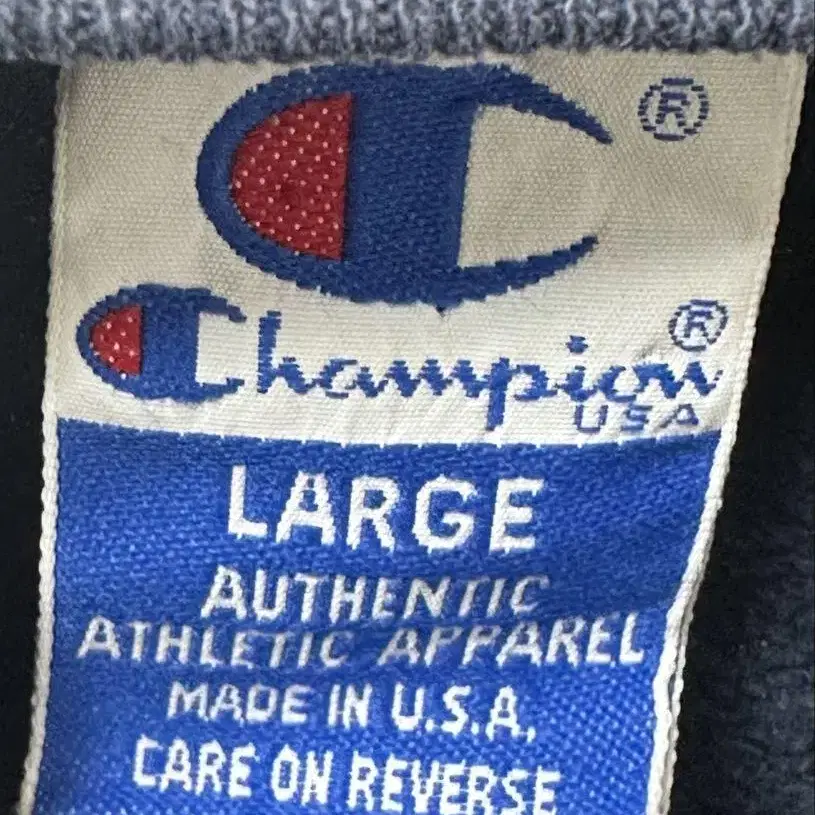 ®
Champion®
USA
LARGE
AUTHENTIC
ATHLETIC APPAREL
MADE IN U.S.A.
CARE ON REVERSE